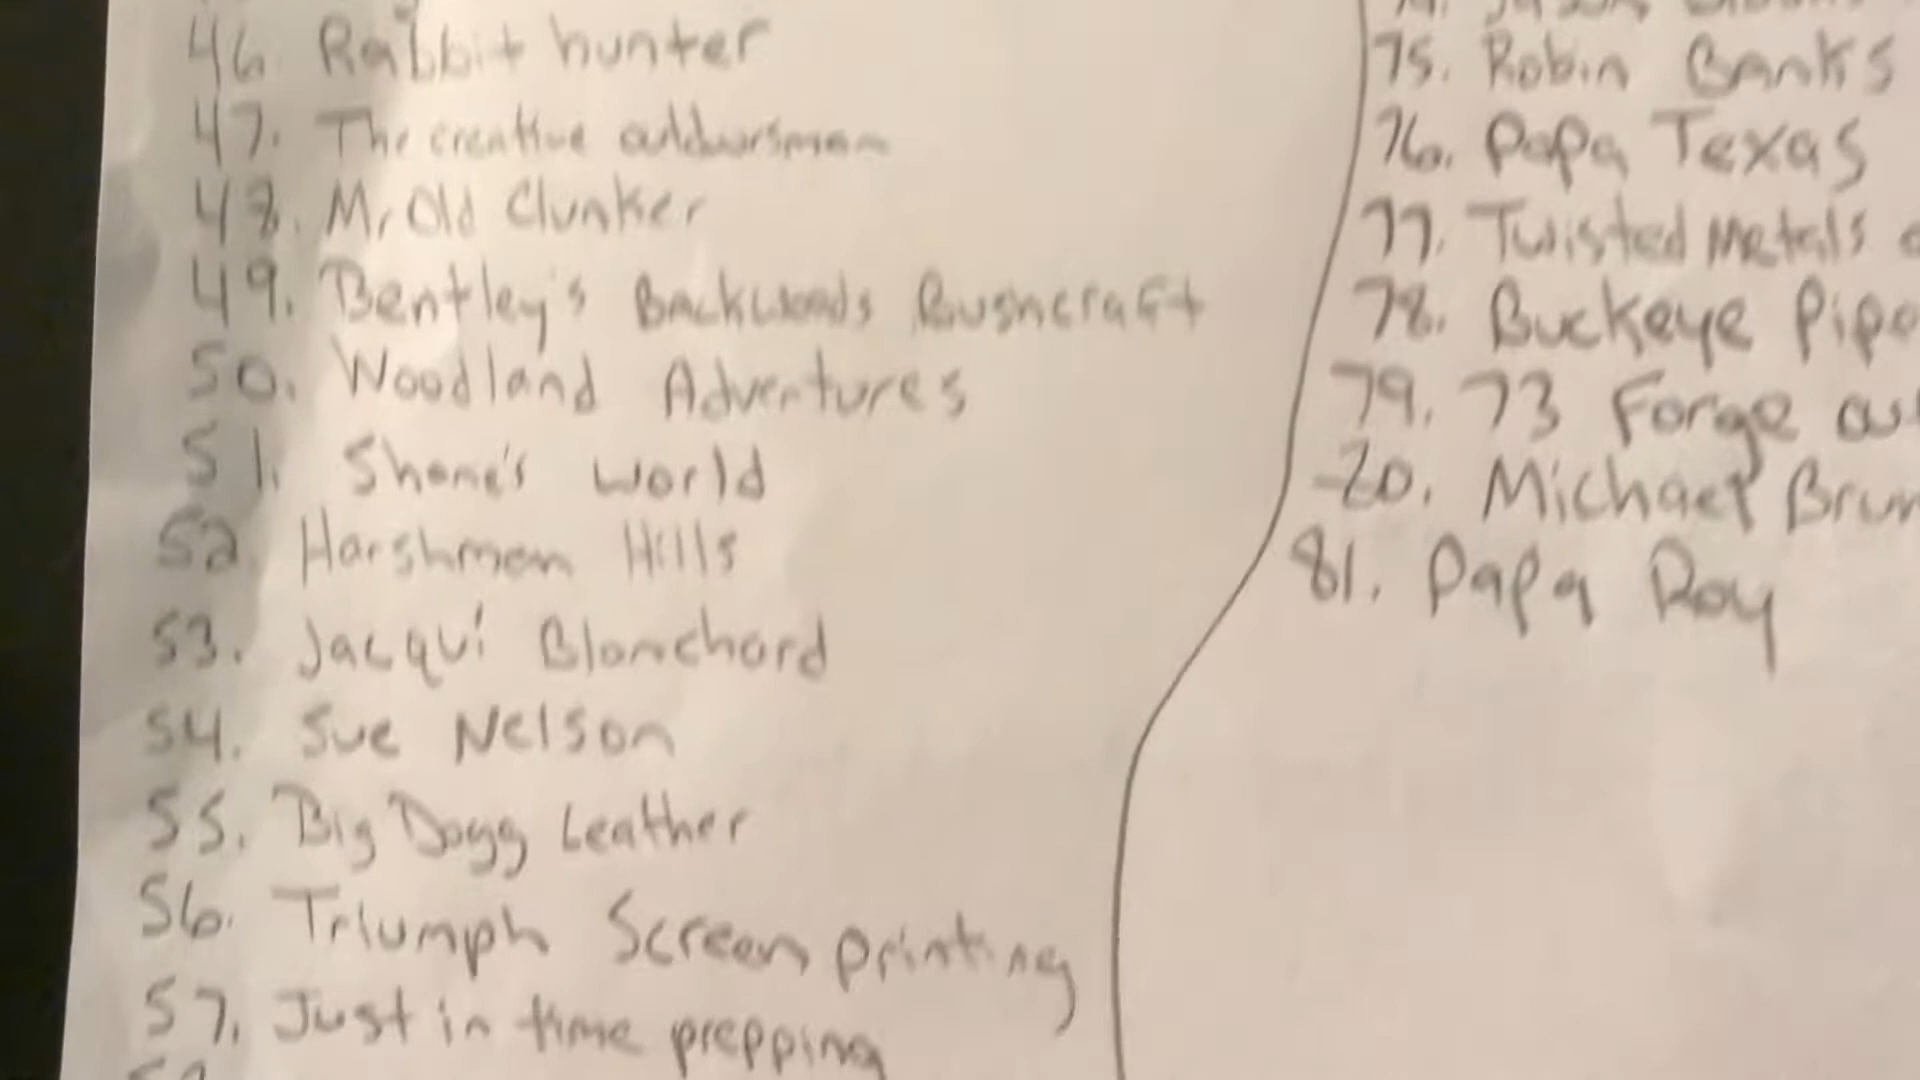 46. Rabbit hunter
47. The creative outdoorsman
48. Mr Old Clunker
49. Bentley's Backwoods Bushcraft
50. Woodland Adventures
51. Shane's world
52. Harshman Hills
53. Jacqui Blanchard
54. Sue Nelson
55. Big Dogg Leather
56. Triumph Screen printing
57. Just in time prepping
75. Robin Banks
76. Papa Texas
77. Twisted Metals
78. Buckeye Pipe
79. 73 Forge
20. Michael
81. Papa Roy